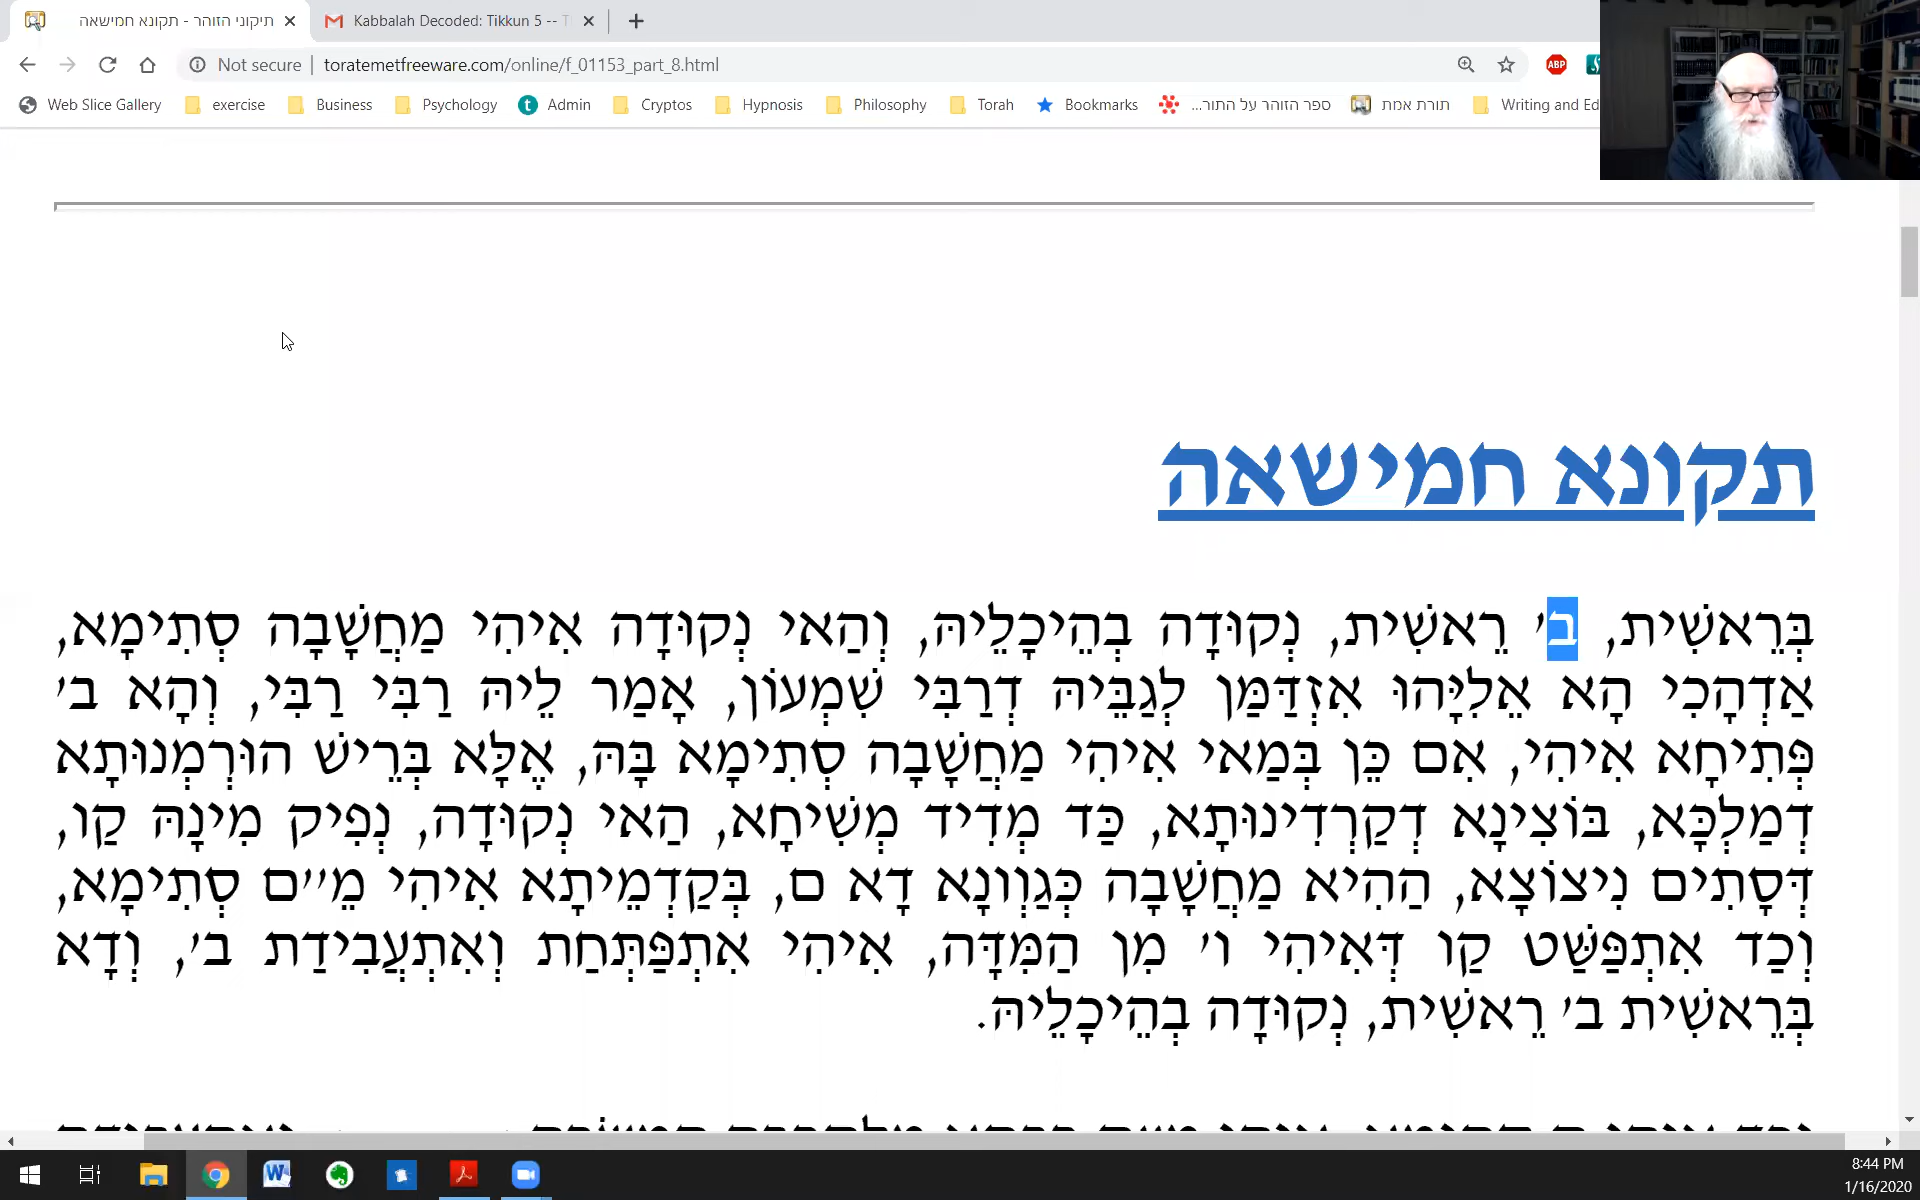 תיקוני הזוהר - תקונא חמישאה
Kabbalah Decoded: Tikkun 5 -- T
Not secure | toratemetfreeware.com/online/f_01153_part_8.html
ABP
Web Slice Gallery exercise Business Psychology Admin Cryptos Hypnosis Philosophy Torah Bookmarks ספר הזוהר על התור... תורת אמת Writing and Ed
תקונא חמישאה
בְּרֵאשִׁית, ב' רֵאשִׁית, נְקוּדָה בְּהֵיכָלֵיהּ, וְהַאי נְקוּדָה אִיהִי מַחֲשָׁבָה סְתִימָא,
אַדְהָכִי הָא אֵלִיָּהוּ אִזְדַּמַּן לְגַבֵּיהּ דְרַבִּי שִׁמְעוֹן, אָמַר לֵיהּ רַבִּי רַבִּי, וְהָא ב'
פְּתִיחָא אִיהִי, אִם כֵּן בְּמַאי אִיהִי מַחֲשָׁבָה סְתִימָא בָּהּ, אֶלָּא בְּרֵישׁ הוּרְמְנוּתָא
דְמַלְכָּא, בּוֹצִינָא דְקַרְדִינוּתָא, כַּד מְדִיד מְשִׁיחָא, הַאי נְקוּדָה, נְפִיק מִינָהּ קַו,
דְּסָתִים נִיצוֹצָא, הַהִיא מַחֲשָׁבָה כְּגַוְונָא דָא ם, בְּקַדְמֵיתָא אִיהִי מֵ''ם סְתִימָא,
וְכַד אִתְפַּשַּׁט קַו דְּאִיהִי ו' מִן הַמִּדָּה, אִיהִי אִתְפַּתְּחַת וְאִתְעֲבִידַת ב', וְדָא
בְּרֵאשִׁית ב' רֵאשִׁית, נְקוּדָה בְּהֵיכָלֵיהּ.
8:44 PM
1/16/2020